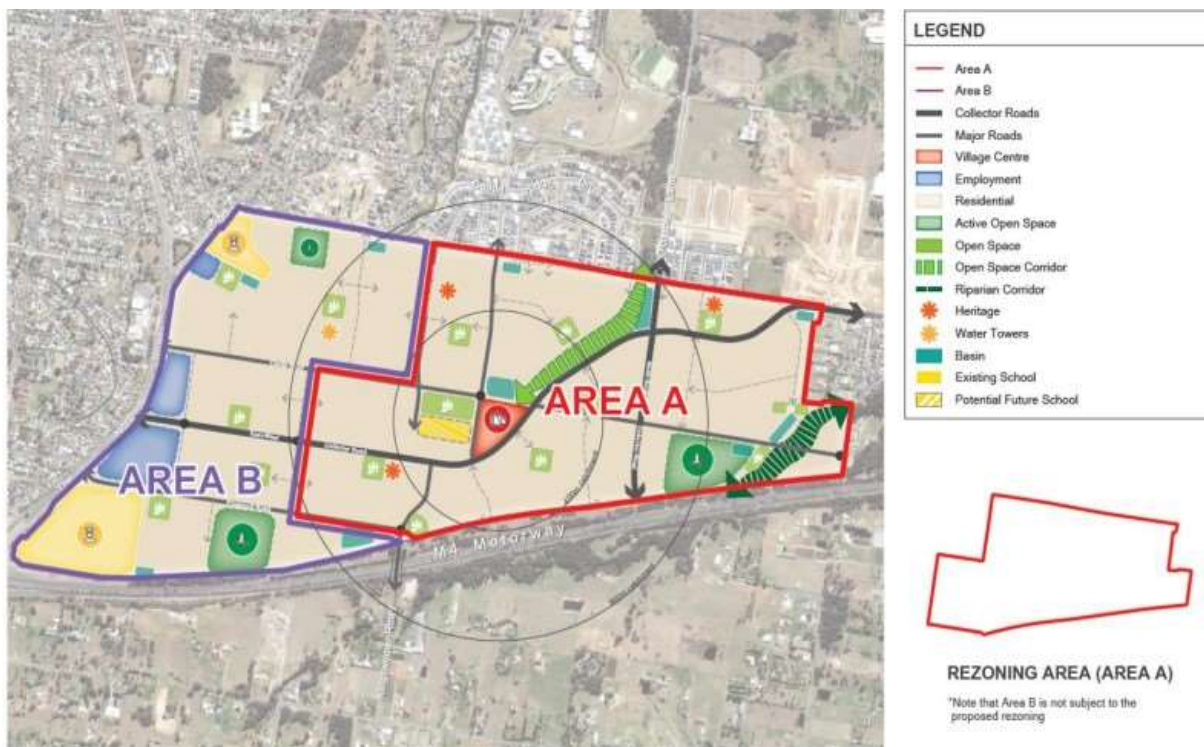 AREA A
AREA B
M4 Motorway
LEGEND
Area A
Area B
Collector Roads
Major Roads
Village Centre
Employment
Residential
Active Open Space
Open Space
Open Space Corridor
Riparian Corridor
Heritage
Water Towers
Basin
Existing School
Potential Future School
REZONING AREA (AREA A)
*Note that Area B is not subject to the
proposed rezoning